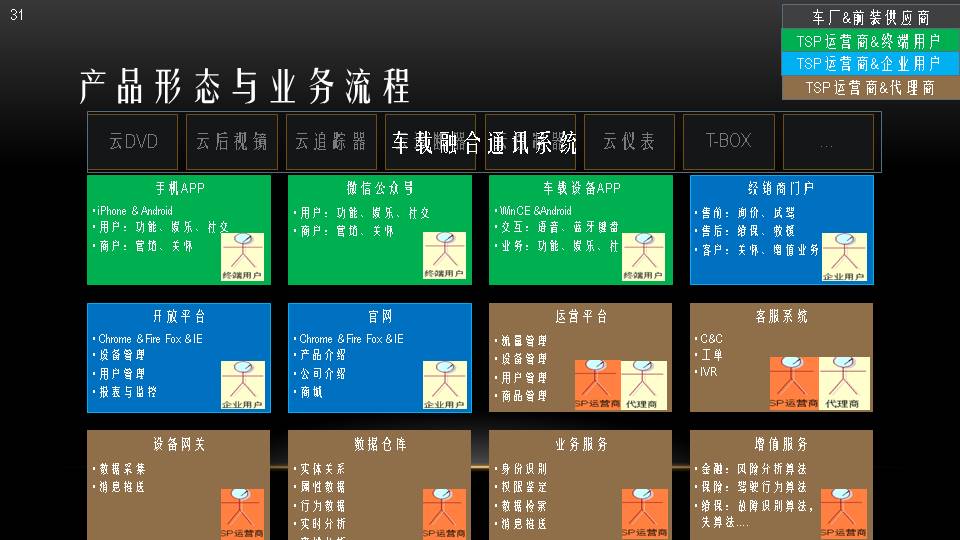 31
车厂&前装供应商
TSP运营商&终端用户
TSP运营商&企业用户
TSP运营商&代理商
产品形态与业务流程
云DVD
云后视镜
云追踪器
车载融合通讯系统
云仪表
T-BOX
...
手机APP
•iPhone & Android
•用户：功能、娱乐、社交
•商户：营销、关怀
终端用户
微信公众号
•用户：功能、娱乐、社交
•商户：营销、关怀
终端用户
车载设备APP
•WinCE &Android
•交互：语音、蓝牙键盘
•业务：功能、娱乐、社
终端用户
经销商门户
•售前：询价、试驾
•售后：维保、救援
•客户：关怀、增值业务
企业用户
开放平台
•Chrome & Fire Fox & IE
•设备管理
•用户管理
•报表与监控
企业用户
官网
•Chrome & Fire Fox & IE
•产品介绍
•公司介绍
•商城
企业用户
运营平台
•流量管理
•设备管理
•用户管理
•商品管理
SP运营商
代理商
客服系统
•C&C
•工单
•IVR
SP运营商
代理商
设备网关
•数据采集
•消息推送
SP运营商
数据仓库
•实体关系
•属性数据
•行为数据
•实时分析
SP运营商
业务服务
•身份识别
•权限鉴定
•数据检索
•消息推送
SP运营商
增值服务
•金融：风险分析算法
•保险：驾驶行为算法
•维保：故障识别算法，
失算法....
SP运营商